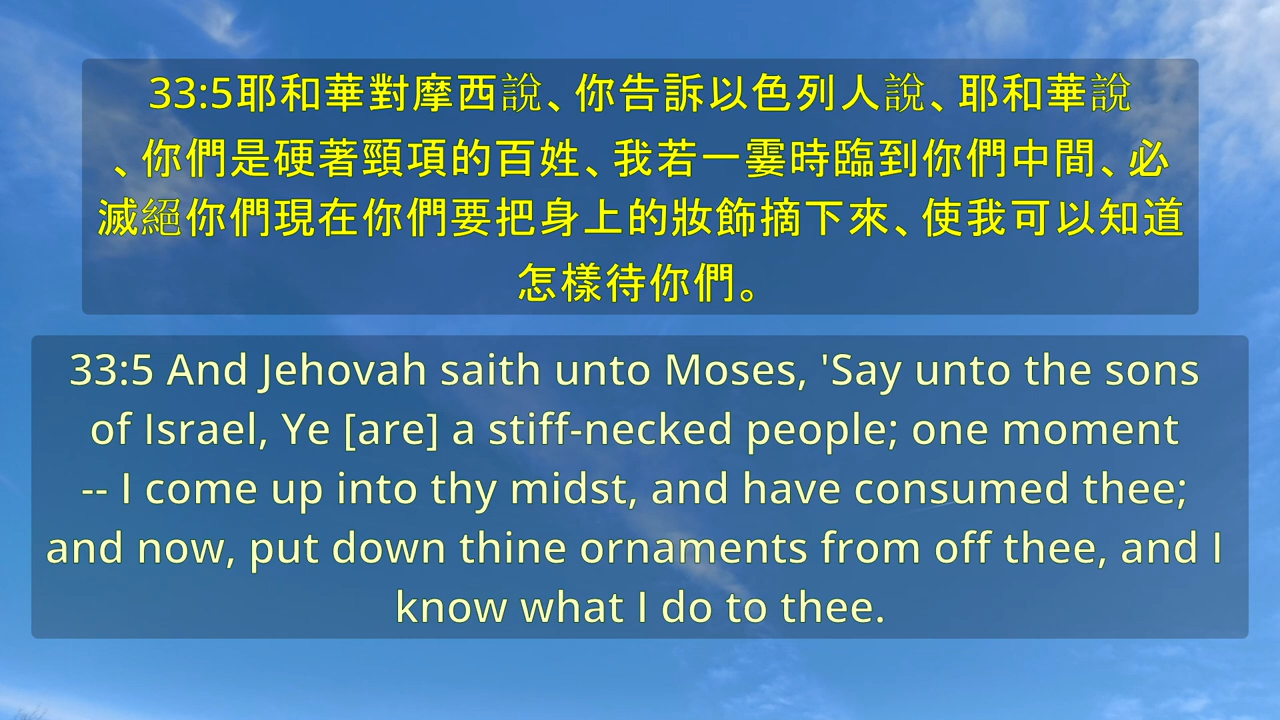 33:5耶和華對摩西說、你告訴以色列人說、耶和華說
、你們是硬著頸項的百姓、我若一霎時臨到你們中間、必
滅絕你們現在你們要把身上的妝飾摘下來、使我可以知道
怎樣待你們。
33:5 And Jehovah saith unto Moses, 'Say unto the sons
of Israel, Ye [are] a stiff-necked people; one moment
-- I come up into thy midst, and have consumed thee;
and now, put down thine ornaments from off thee, and I
know what I do to thee.